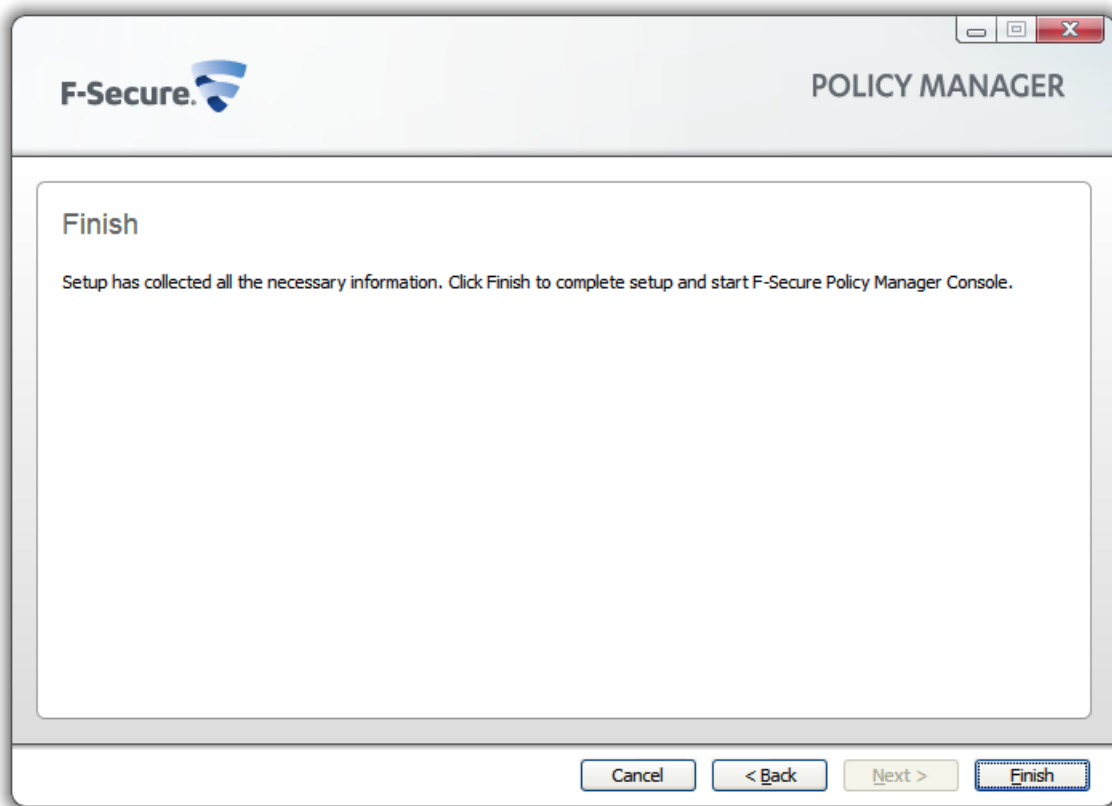 F-Secure.
POLICY MANAGER
Finish
Setup has collected all the necessary information. Click Finish to complete setup and start F-Secure Policy Manager Console.
Cancel
< Back
Next >
Finish